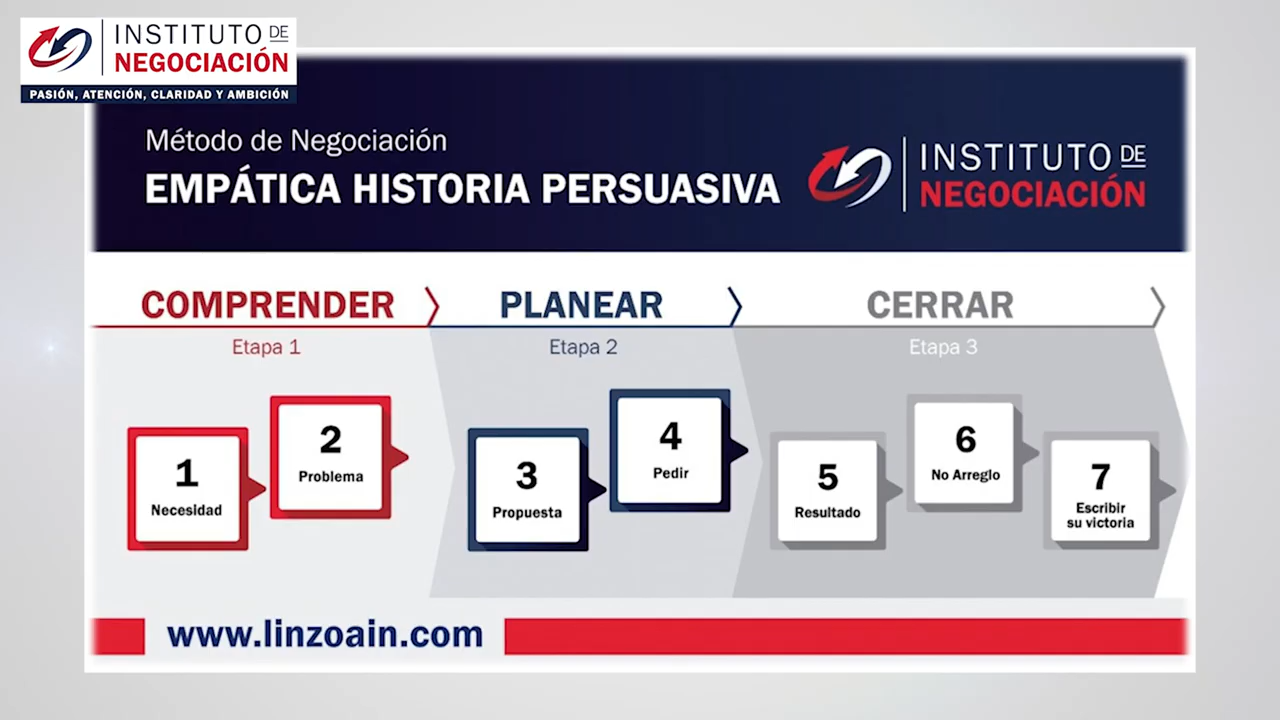 INSTITUTO DE
NEGOCIACIÓN
PASIÓN, ATENCIÓN, CLARIDAD Y AMBICIÓN
Método de Negociación
EMPÁTICA HISTORIA PERSUASIVA
INSTITUTO DE
NEGOCIACIÓN
COMPRENDER
Etapa 1
PLANEAR
Etapa 2
CERRAR
Etapa 3
1
Necesidad
2
Problema
3
Propuesta
4
Pedir
5
Resultado
6
No Arreglo
7
Escribir
su victoria
www.linzoain.com